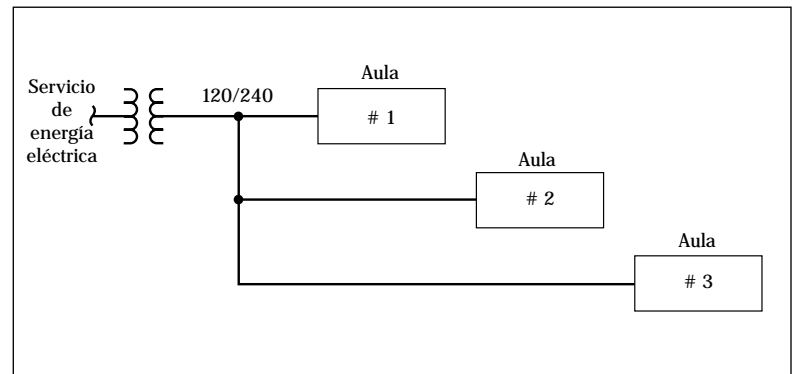 Servicio
de
energía
eléctrica
120/240
Aula
# 1
Aula
# 2
Aula
# 3